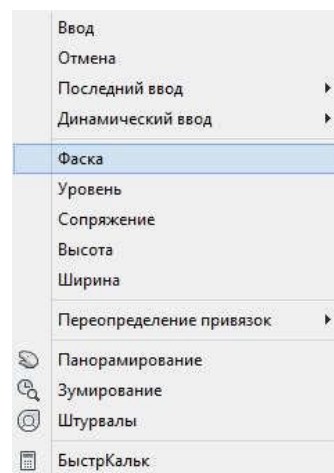 Ввод
Отмена
Последний ввод
Динамический ввод
Фаска
Уровень
Сопряжение
Высота
Ширина
Переопределение привязок
Панорамирование
Зумирование
Штурвалы
БыстрКальк